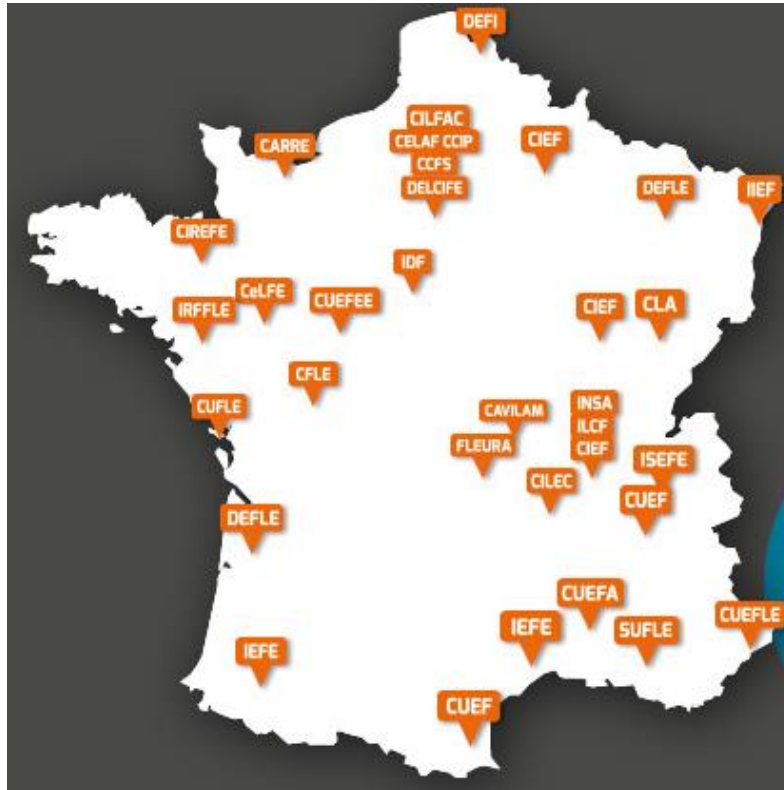 DEFI
CILFAC
CELAF CCIP
CCFS
DELCIFE
CARRE
CIEF
DEFLE
IIEF
CIREFE
IDF
CeLFE
CUEFEE
IRFFLE
CIEF
CLA
CFLE
CUFLE
CAVILAM
INSA
ILCF
CIEF
FLEURA
ISEFE
CILEC
CUEF
DEFLE
CUEFA
IEFE
SUFLE
CUEFLE
IEFE
CUEF